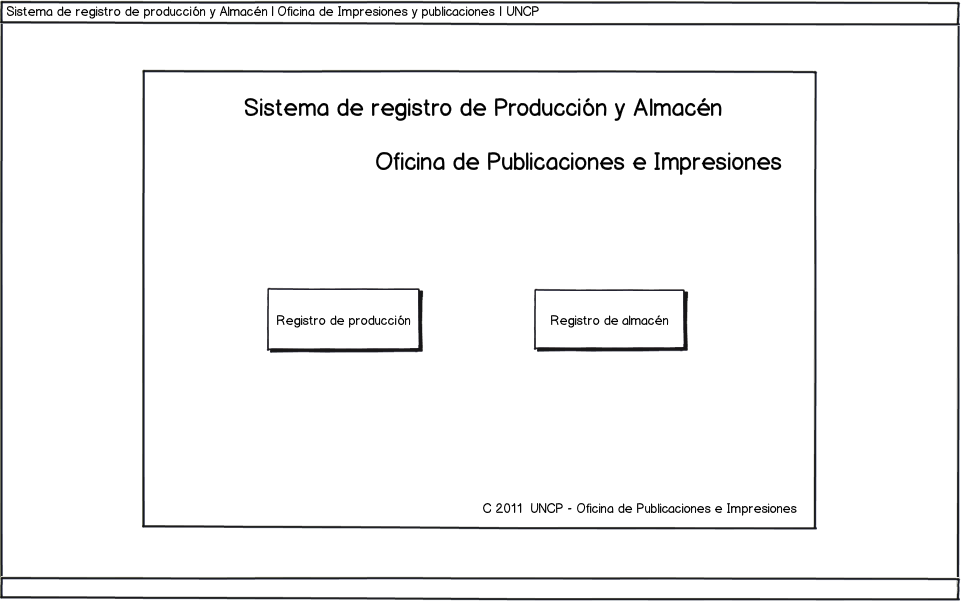 Sistema de registro de producción y Almacén | Oficina de Impresiones y publicaciones | UNCP
Sistema de registro de Producción y Almacén
Oficina de Publicaciones e Impresiones
Registro de producción
Registro de almacén
C 2011 UNCP - Oficina de Publicaciones e Impresiones